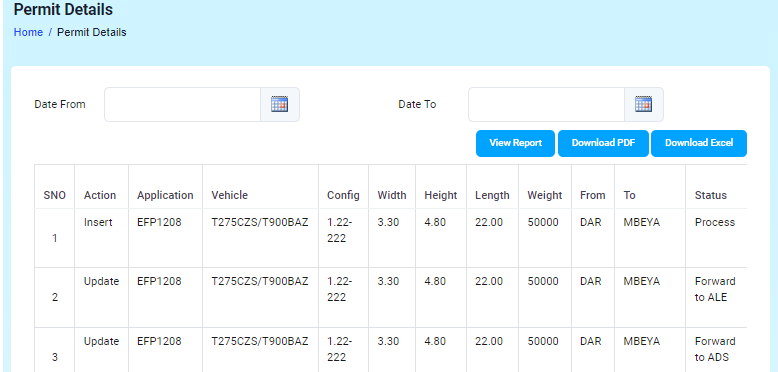 Permit Details
Home / Permit Details
Date From
Date To
View Report Download PDF Download Excel
SNO Action Application Vehicle Config Width Height Length Weight From To Status
1 Insert EFP1208 T275CZS/T900BAZ 1.22-222 3.30 4.80 22.00 50000 DAR MBEYA Process
2 Update EFP1208 T275CZS/T900BAZ 1.22-222 3.30 4.80 22.00 50000 DAR MBEYA Forward to ALE
3 Update EFP1208 T275CZS/T900BAZ 1.22-222 3.30 4.80 22.00 50000 DAR MBEYA Forward to ADS